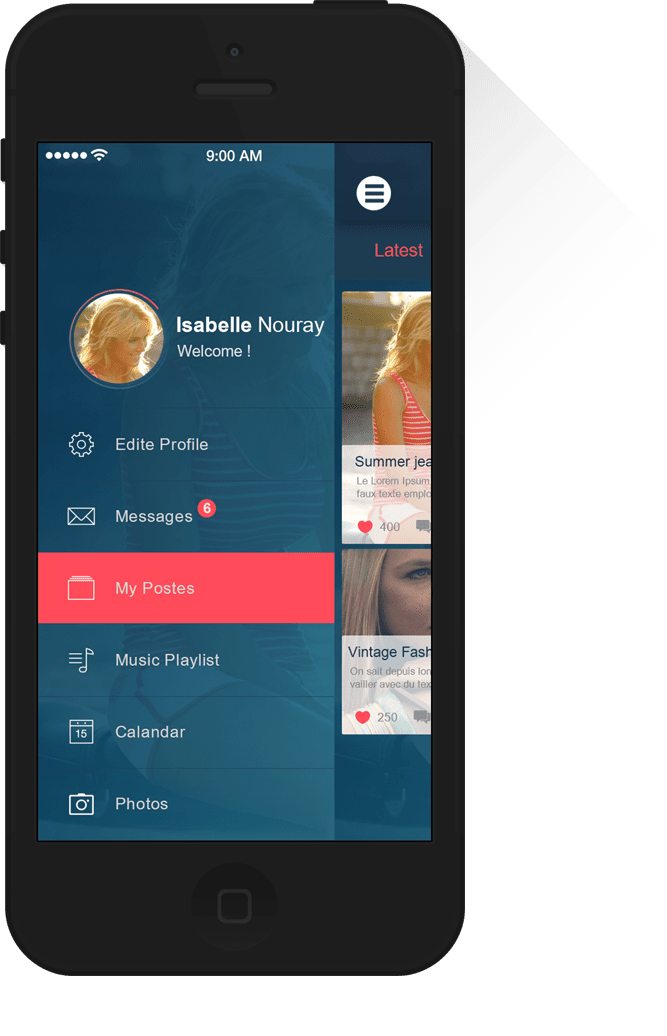 9:00 AM
Latest
Isabelle Nouray
Welcome !
Edite Profile
Messages 6
My Postes
Music Playlist
15
Calandar
Photos
Summer jea
Le Lorem Ipsum
faux texte emplo
400
Vintage Fash
On sait depuis lon
vailler avec du tex
250